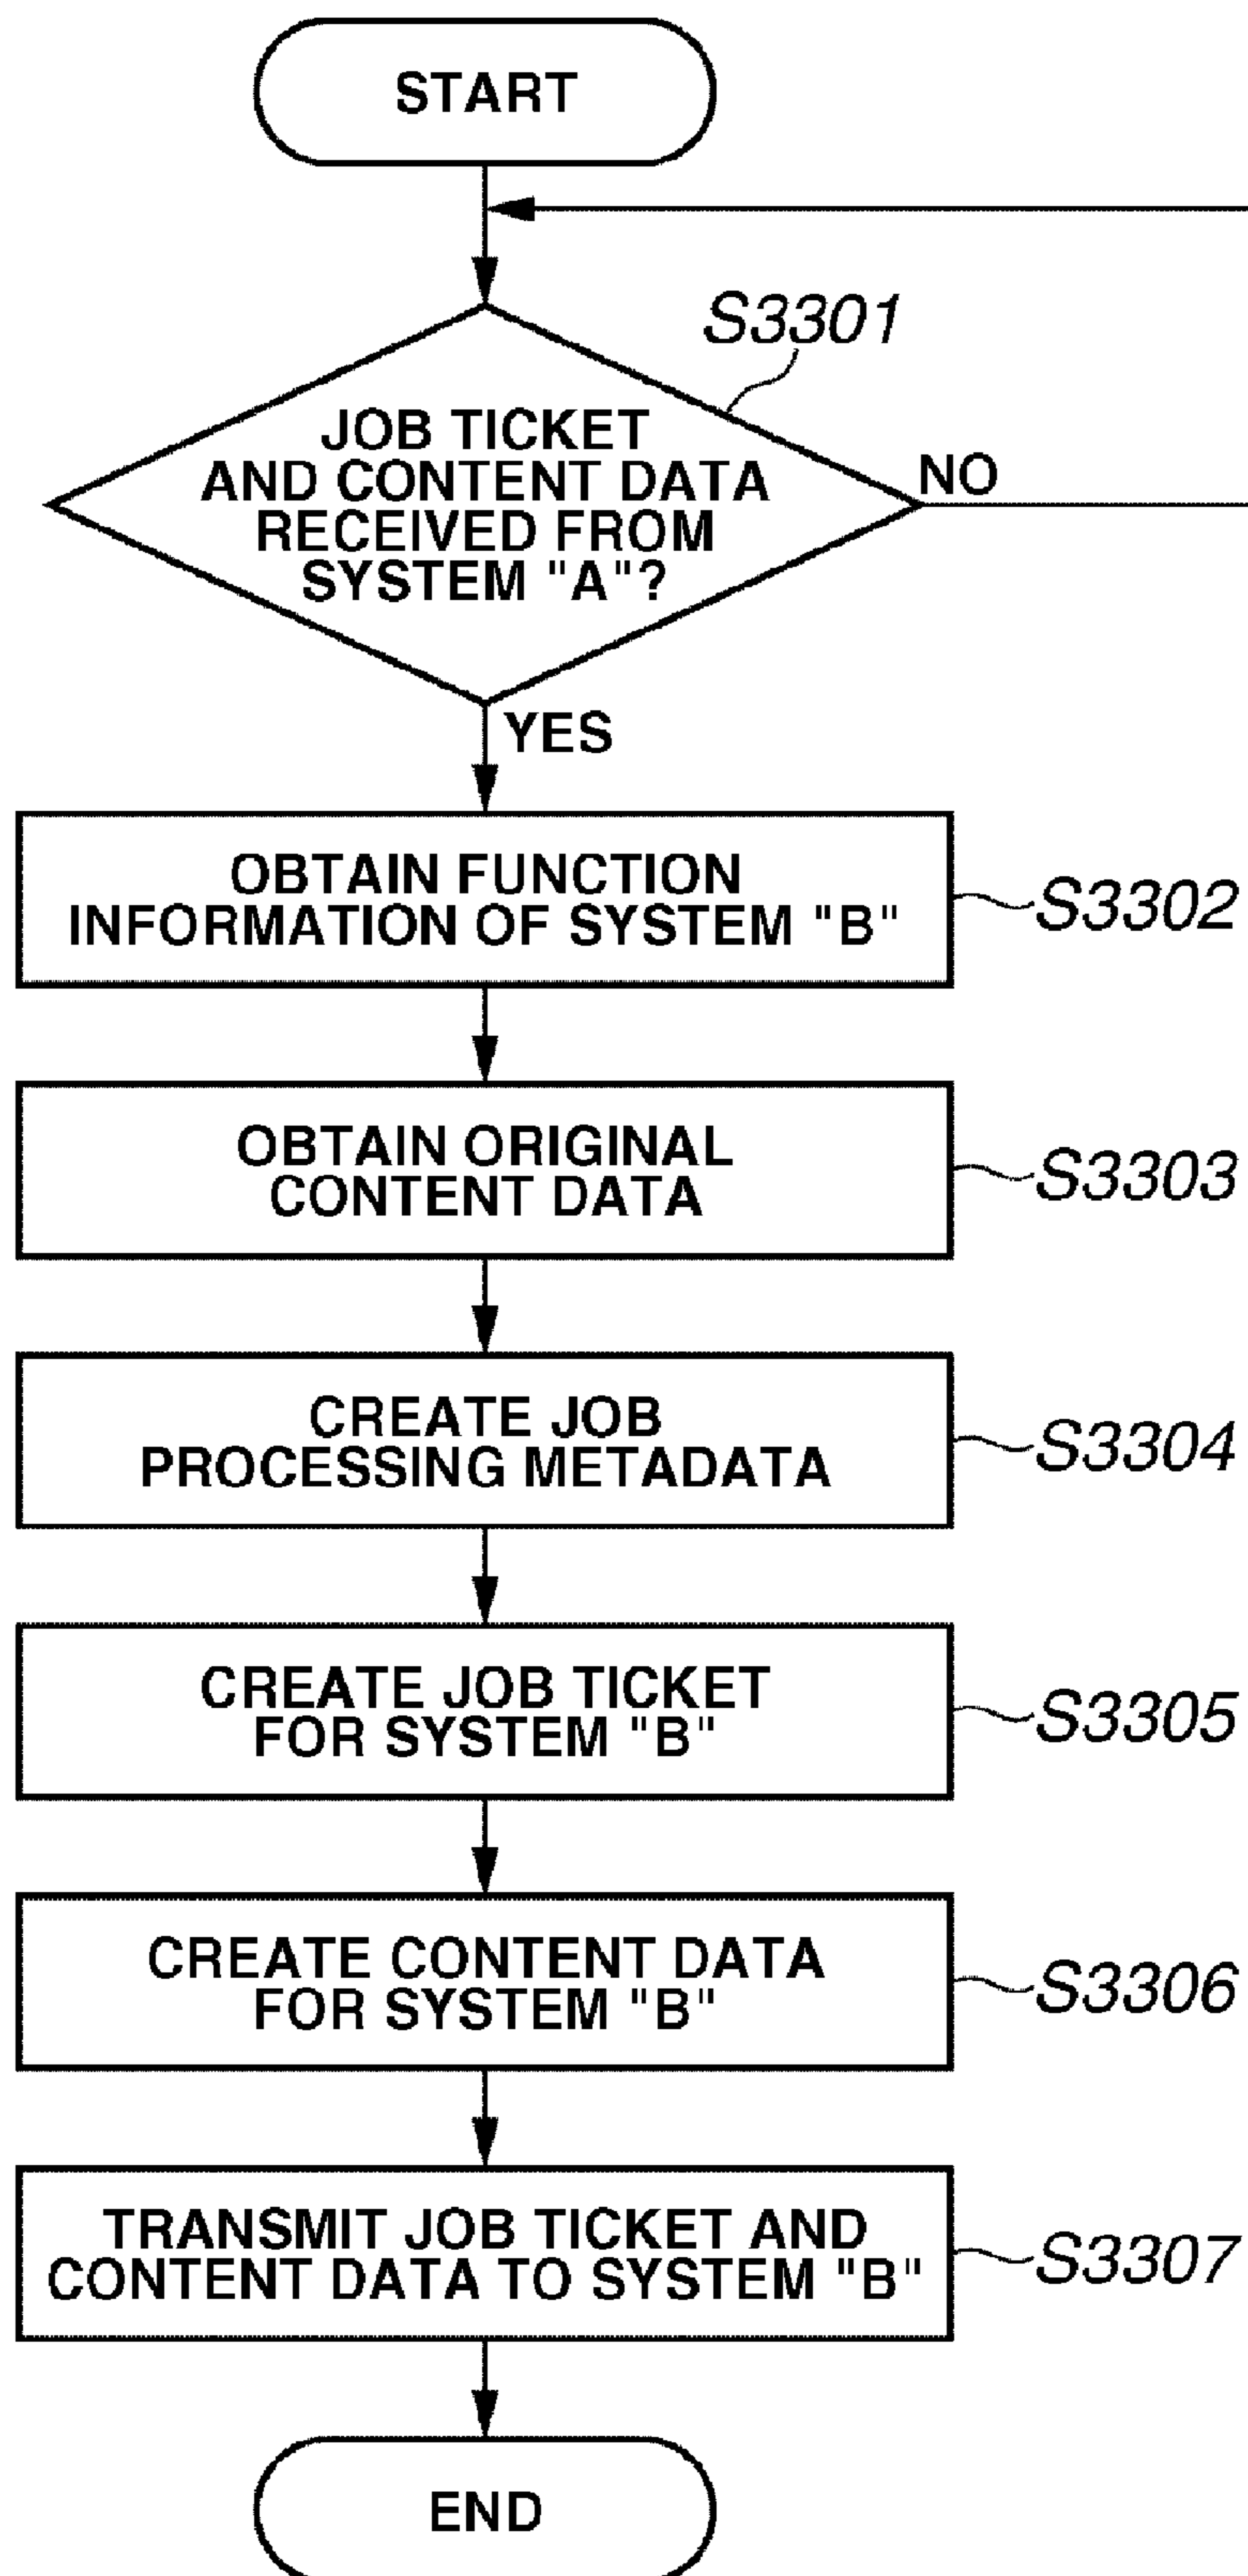 START
S3301
JOB TICKET
AND CONTENT DATA
RECEIVED FROM
SYSTEM "A"?
NO
YES
OBTAIN FUNCTION
INFORMATION OF SYSTEM "B"
S3302
OBTAIN ORIGINAL
CONTENT DATA
S3303
CREATE JOB
PROCESSING METADATA
S3304
CREATE JOB TICKET
FOR SYSTEM "B"
S3305
CREATE CONTENT DATA
FOR SYSTEM "B"
S3306
TRANSMIT JOB TICKET AND
CONTENT DATA TO SYSTEM "B"
S3307
END